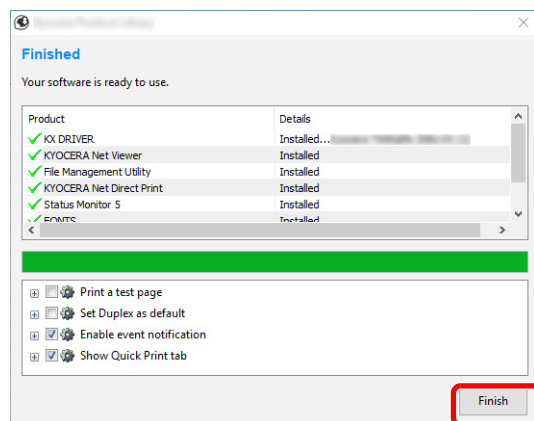 Finished
Your software is ready to use.
Product Details
KX DRIVER Installed...
KYOCERA Net Viewer Installed
File Management Utility Installed
KYOCERA Net Direct Print Installed
Status Monitor 5 Installed
FONTS Installed
Print a test page
Set Duplex as default
Enable event notification
Show Quick Print tab
Finish